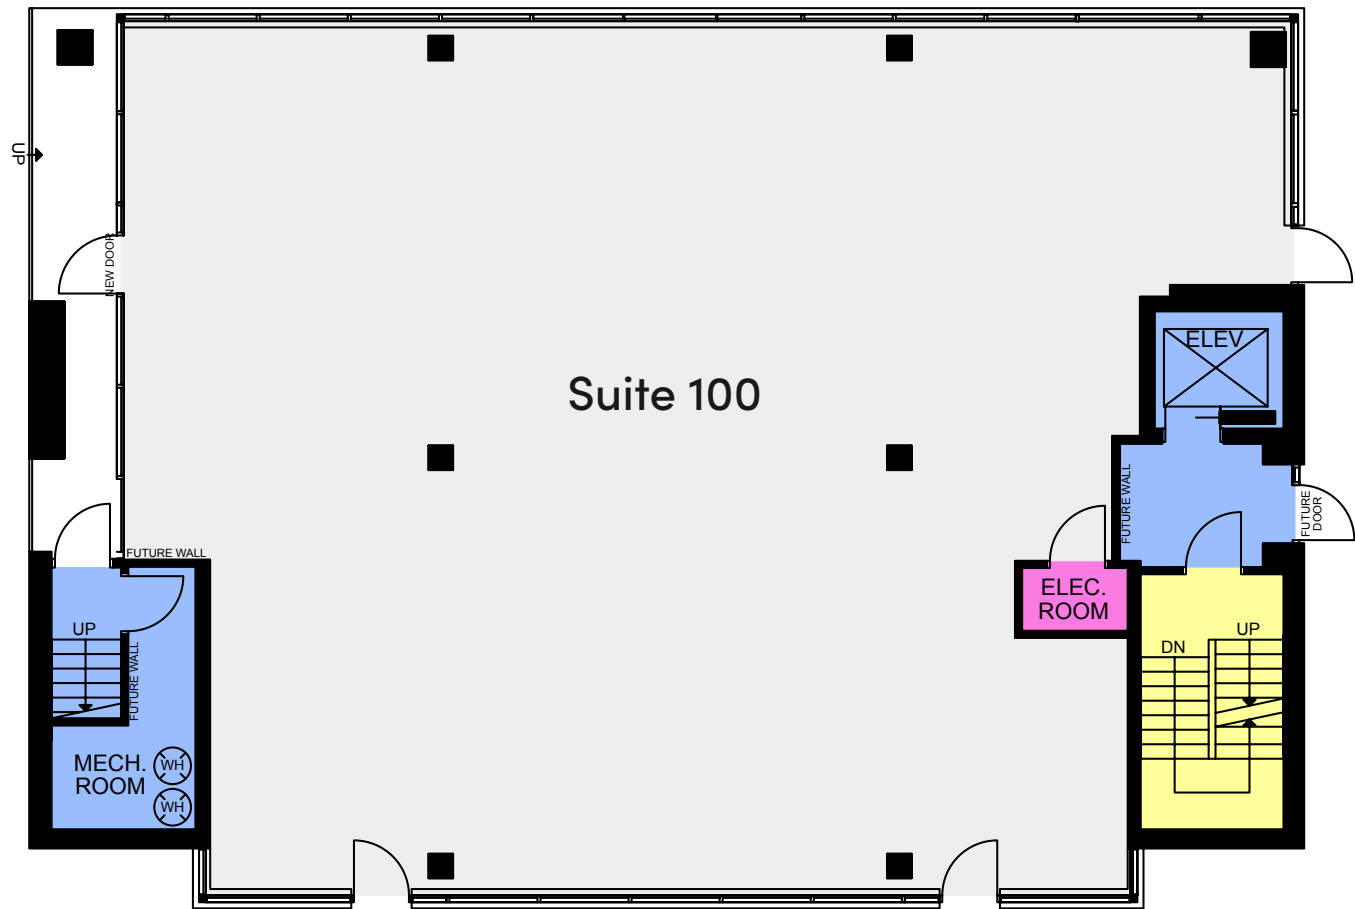 UP
NEW DOOR
ELEV
Suite 100
FUTURE WALL
FUTURE
DOOR
FUTURE WALL
ELEC.
ROOM
UP
FUTURE WALL
UP
DN
MECH.
ROOM
WH
WH